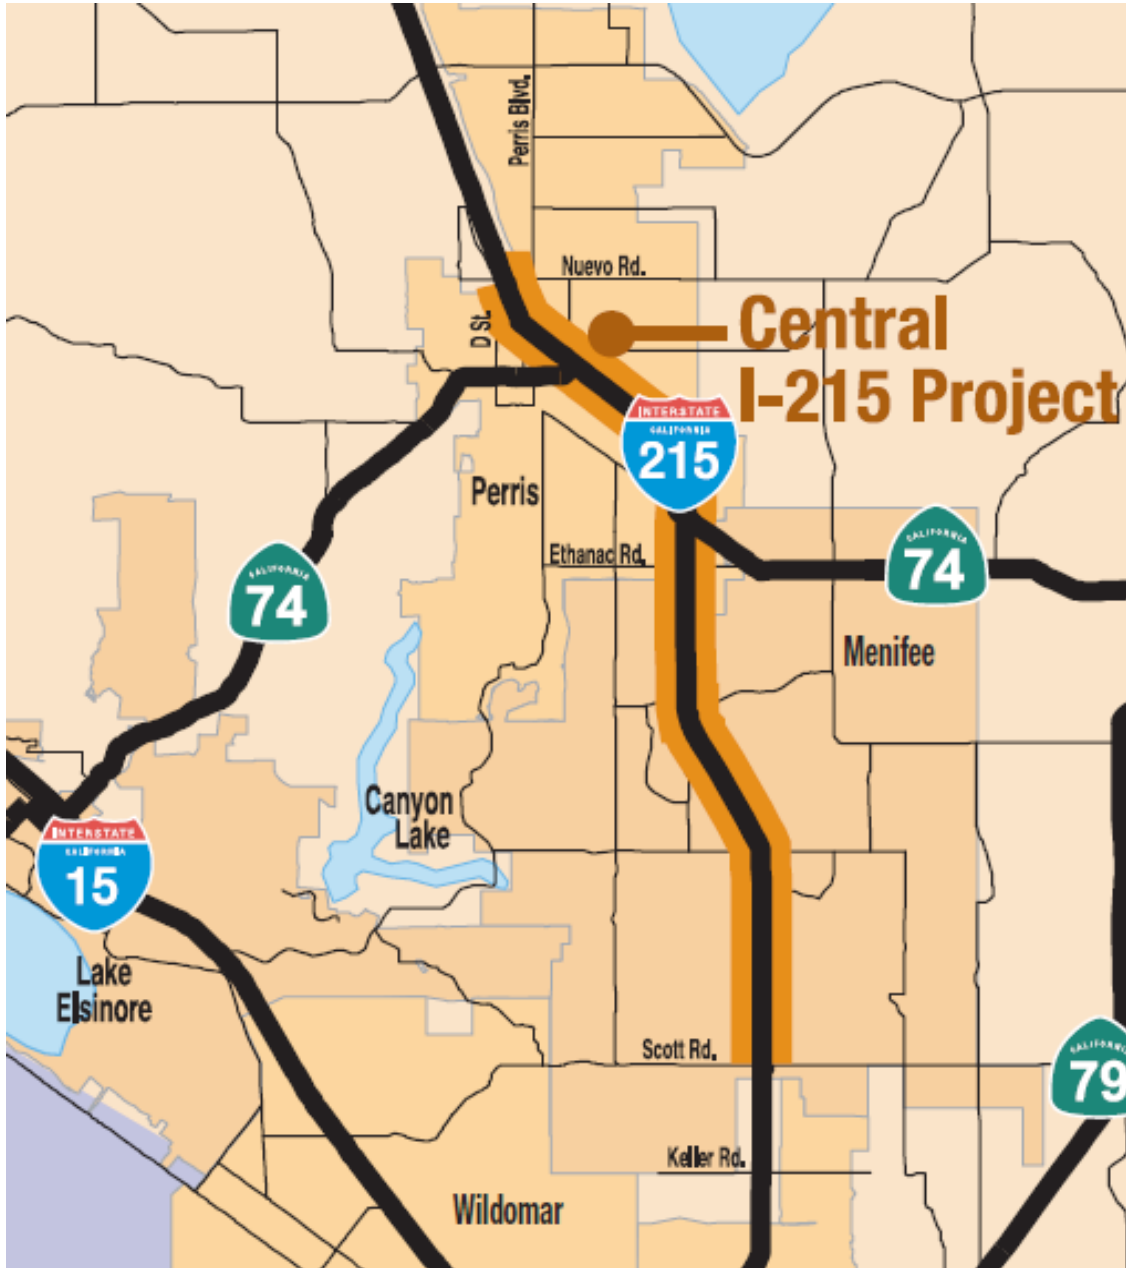 Perris Blvd.
Nuevo Rd.
D St.
Central
I-215 Project
INTERSTATE
CALIFORNIA
215
Perris
Ethanac Rd.
CALIFORNIA
74
CALIFORNIA
74
Menifee
Canyon
Lake
INTERSTATE
CALIFORNIA
15
Lake
Elsinore
Scott Rd.
CALIFORNIA
79
Keller Rd.
Wildomar